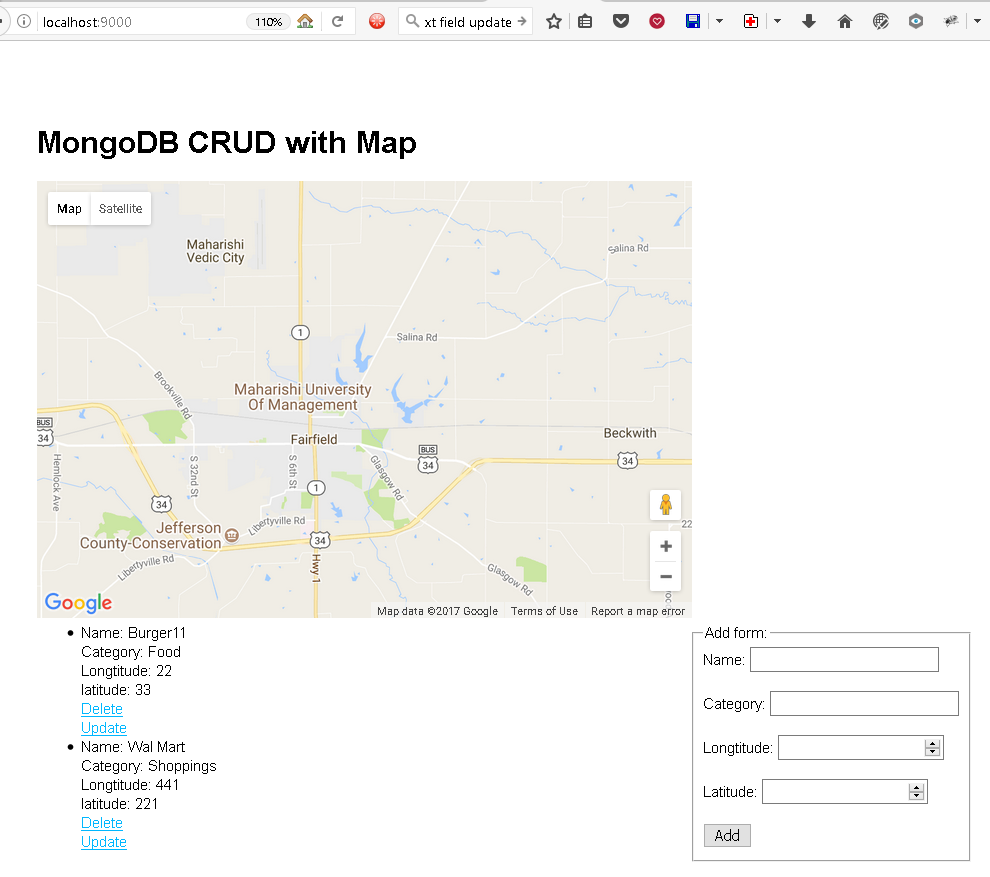 localhost:9000
110%
xt field update
MongoDB CRUD with Map
Map
Satellite
Maharishi
Vedic City
Salina Rd
1
Salina Rd
Brookville Rd
Maharishi University
Of Management
BUS
34
Fairfield
Beckwith
BUS
34
34
Hemlock Ave
S 32nd St
S 6th St
Glasgow Rd
1
34
Libertyville Rd
Jefferson
County-Conservation
34
22
Libertyville Rd
Hwy 1
Glasgow Rd
+
−
Google
Map data ©2017 Google
Terms of Use
Report a map error
• Name: Burger11
Category: Food
Longtitude: 22
latitude: 33
Delete
Update
• Name: Wal Mart
Category: Shoppings
Longtitude: 441
latitude: 221
Delete
Update
Add form:
Name:
Category:
Longtitude:
Latitude:
Add